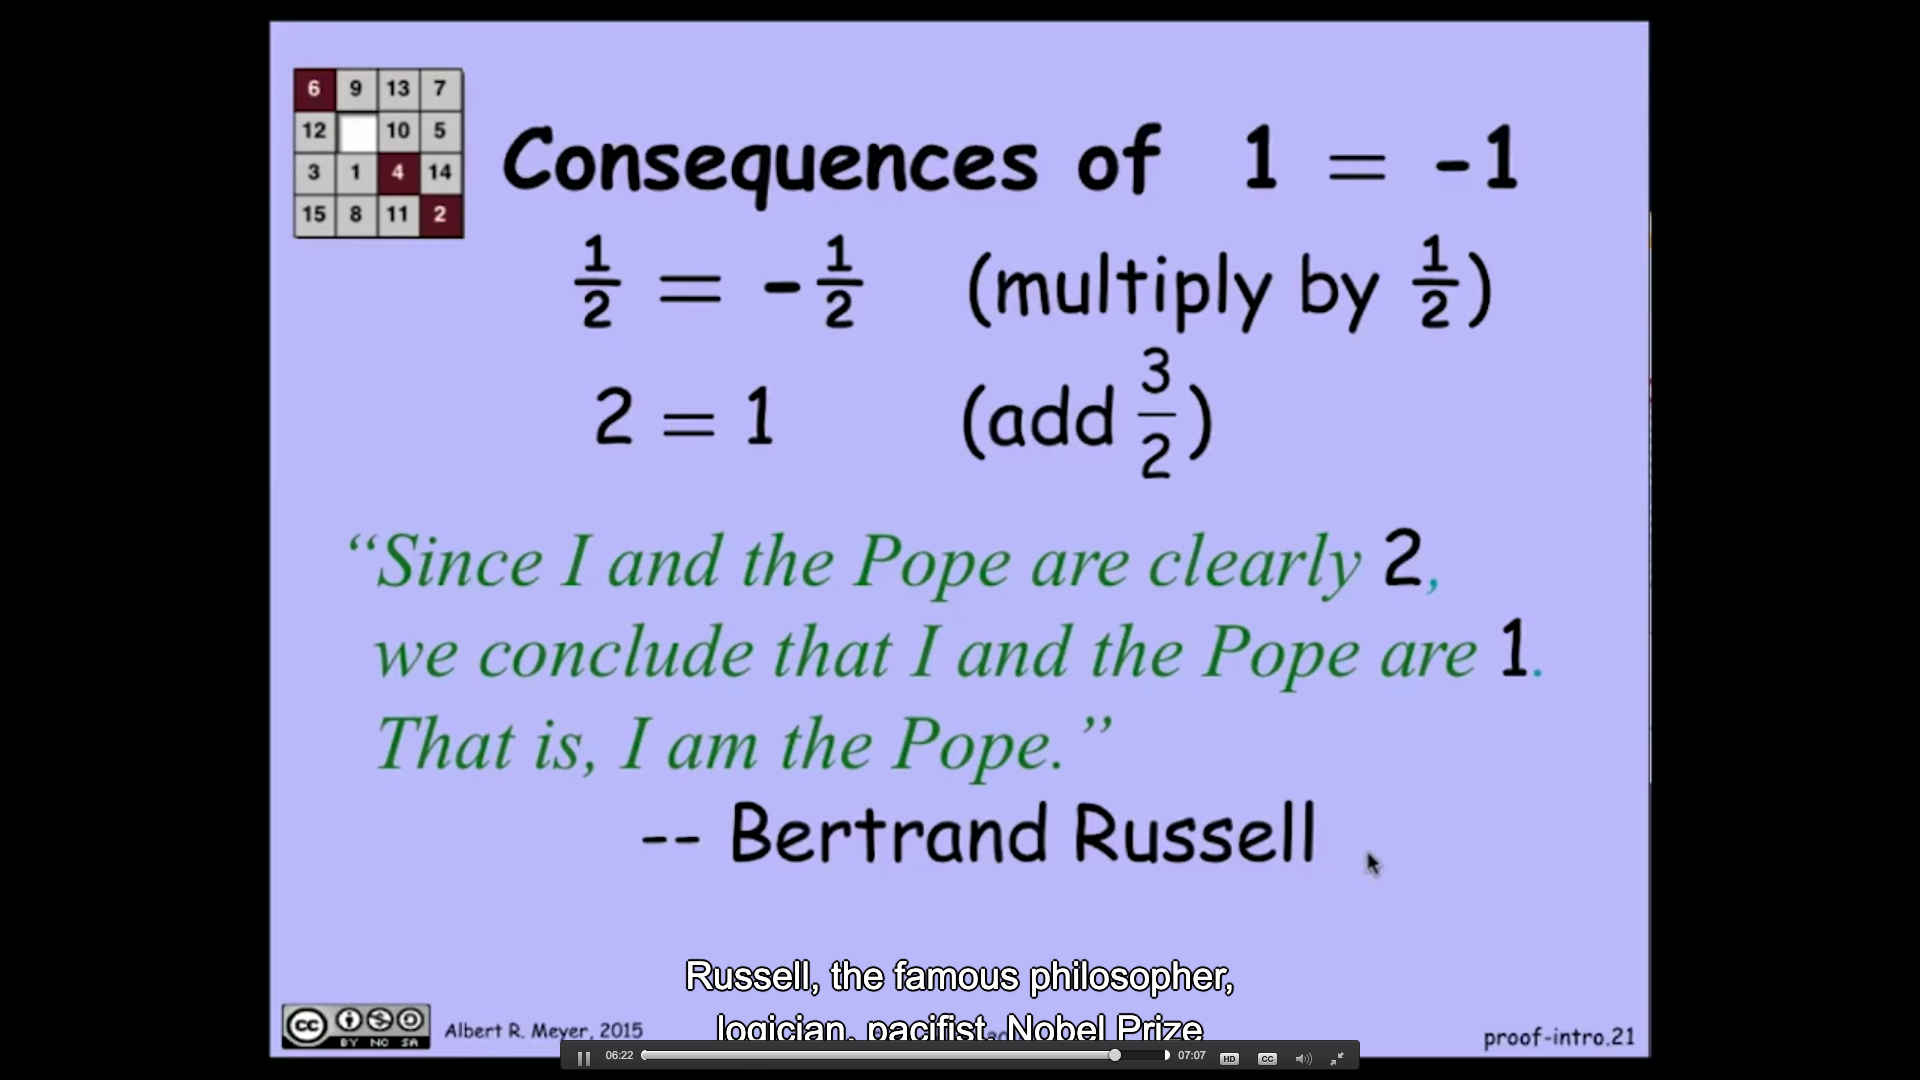 6 9 13 7
12 10 5
3 1 4 14
15 8 11 2
Consequences of 1 = -1
1/2 = -1/2 (multiply by 1/2)
2 = 1 (add 3/2)
“Since I and the Pope are clearly 2,
we conclude that I and the Pope are 1.
That is, I am the Pope.”
-- Bertrand Russell
Russell, the famous philosopher,
logician, pacifist, Nobel Prize
cc BY NC SA
Albert R. Meyer, 2015
proof-intro.21
06:22 07:07 HD CC